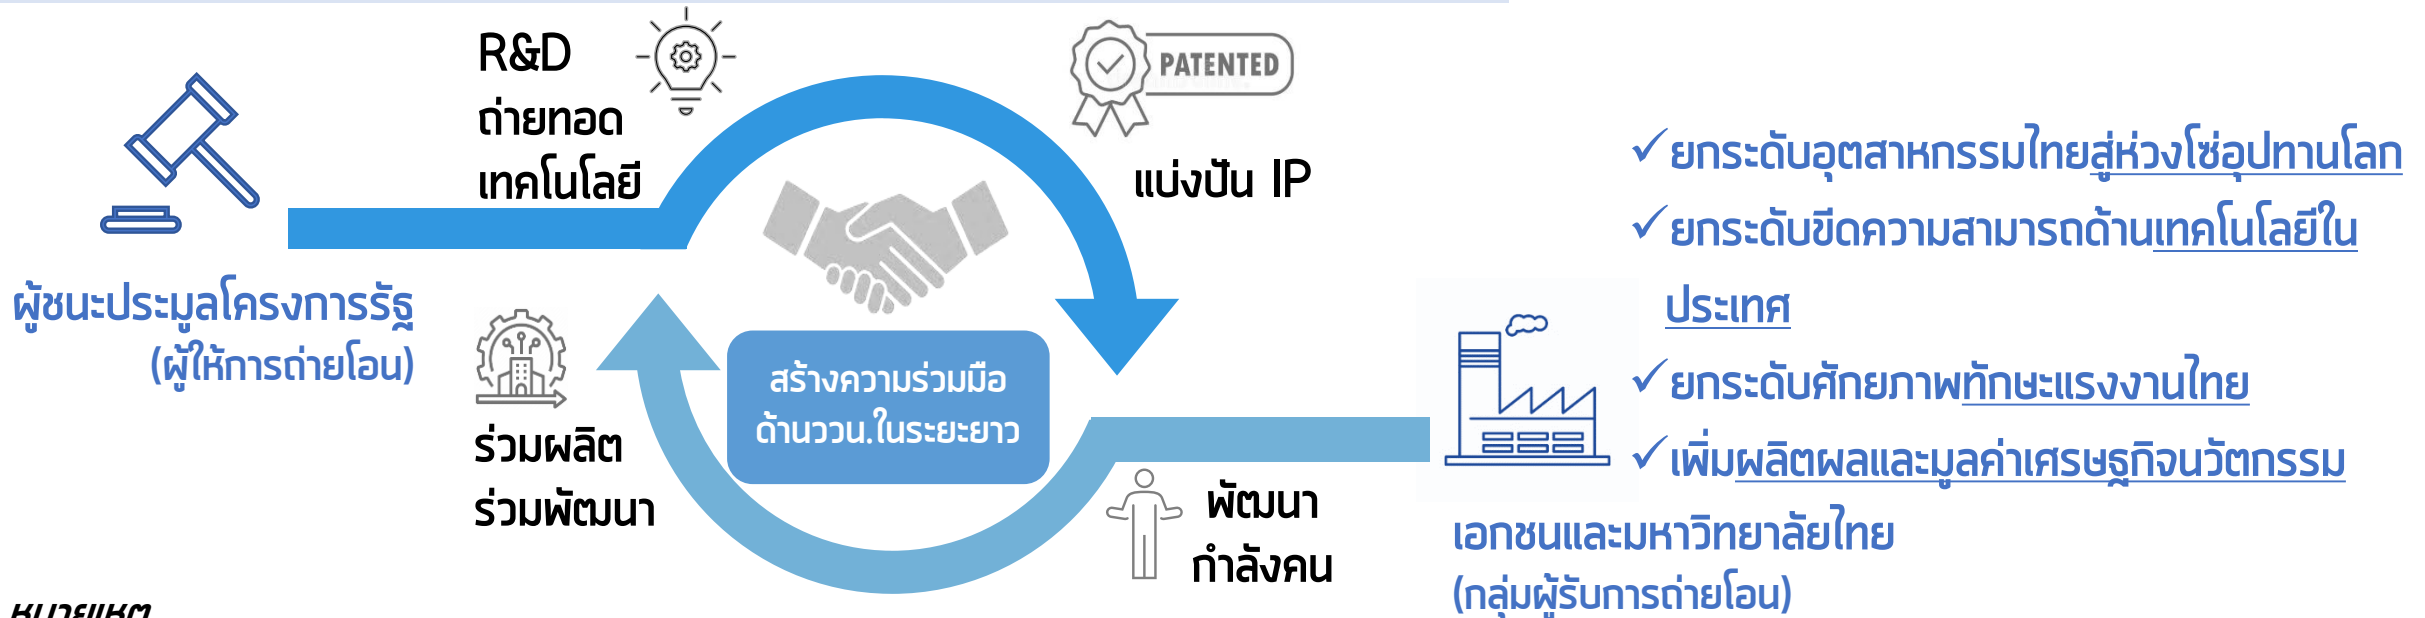 R&D
ถ่ายทอด
เทคโนโลยี
PATENTED
แบ่งปัน IP
ผู้ชนะประมูลโครงการรัฐ
(ผู้ให้การถ่ายโอน)
สร้างความร่วมมือ
ด้านววน.ในระยะยาว
ร่วมผลิต
ร่วมพัฒนา
พัฒนา
กำลังคน
ยกระดับอุตสาหกรรมไทยสู่ห่วงโซ่อุปทานโลก
ยกระดับขีดความสามารถด้านเทคโนโลยีใน
ประเทศ
ยกระดับศักยภาพทักษะแรงงานไทย
เพิ่มผลิตผลและมูลค่าเศรษฐกิจนวัตกรรม
เอกชนและมหาวิทยาลัยไทย
(กลุ่มผู้รับการถ่ายโอน)
หมายเหตุ